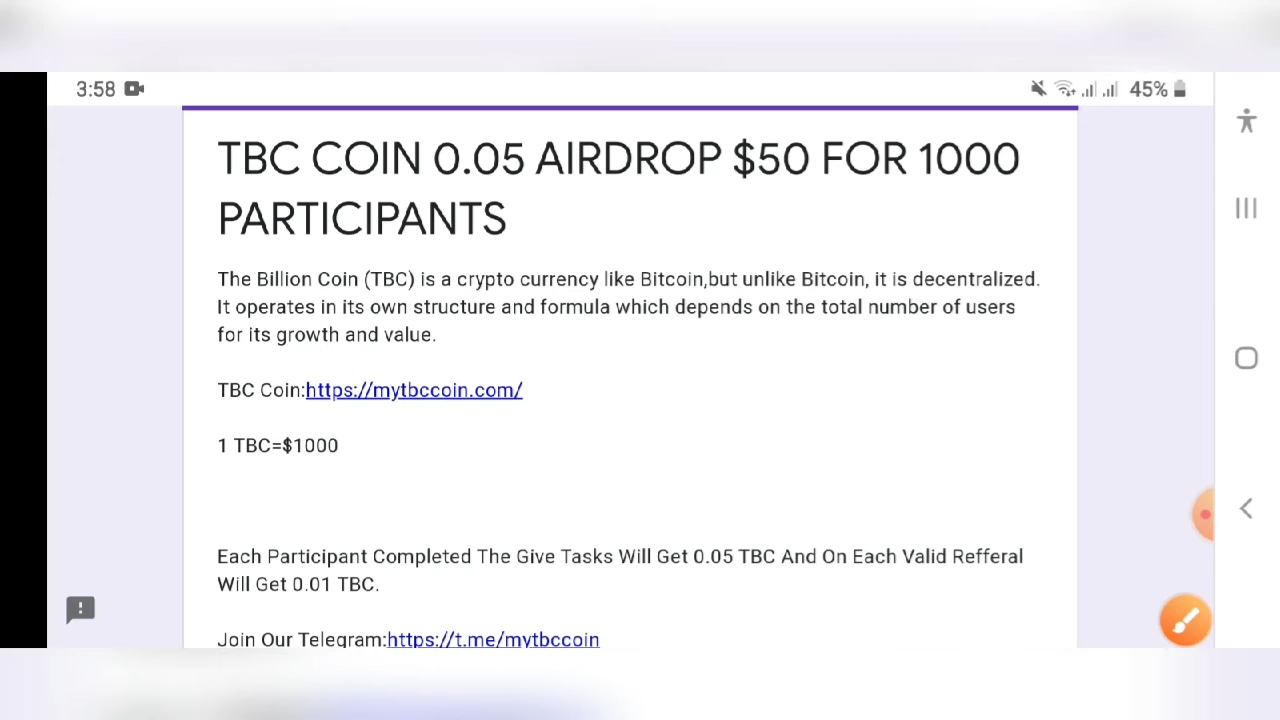 3:58
45%
TBC COIN 0.05 AIRDROP $50 FOR 1000
PARTICIPANTS
The Billion Coin (TBC) is a crypto currency like Bitcoin,but unlike Bitcoin, it is decentralized.
It operates in its own structure and formula which depends on the total number of users
for its growth and value.
TBC Coin:https://mytbccoin.com/
1 TBC=$1000
Each Participant Completed The Give Tasks Will Get 0.05 TBC And On Each Valid Refferal
Will Get 0.01 TBC.
Join Our Telegram:https://t.me/mytbccoin